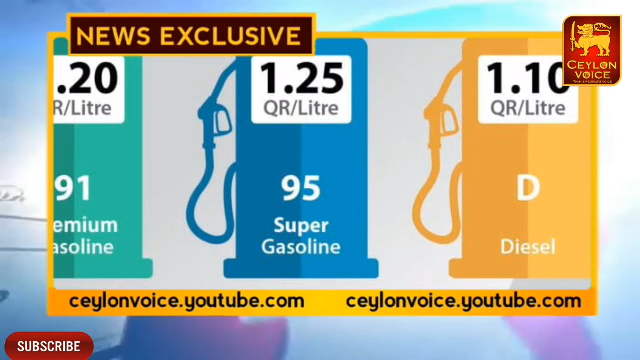 NEWS EXCLUSIVE
CEYLON
VOICE
.20
R/Litre
91
emium
asoline
1.25
QR/Litre
95
Super
Gasoline
1.10
QR/Litre
D
Diesel
ceylonvoice.youtube.com
ceylonvoice.youtube.com
SUBSCRIBE